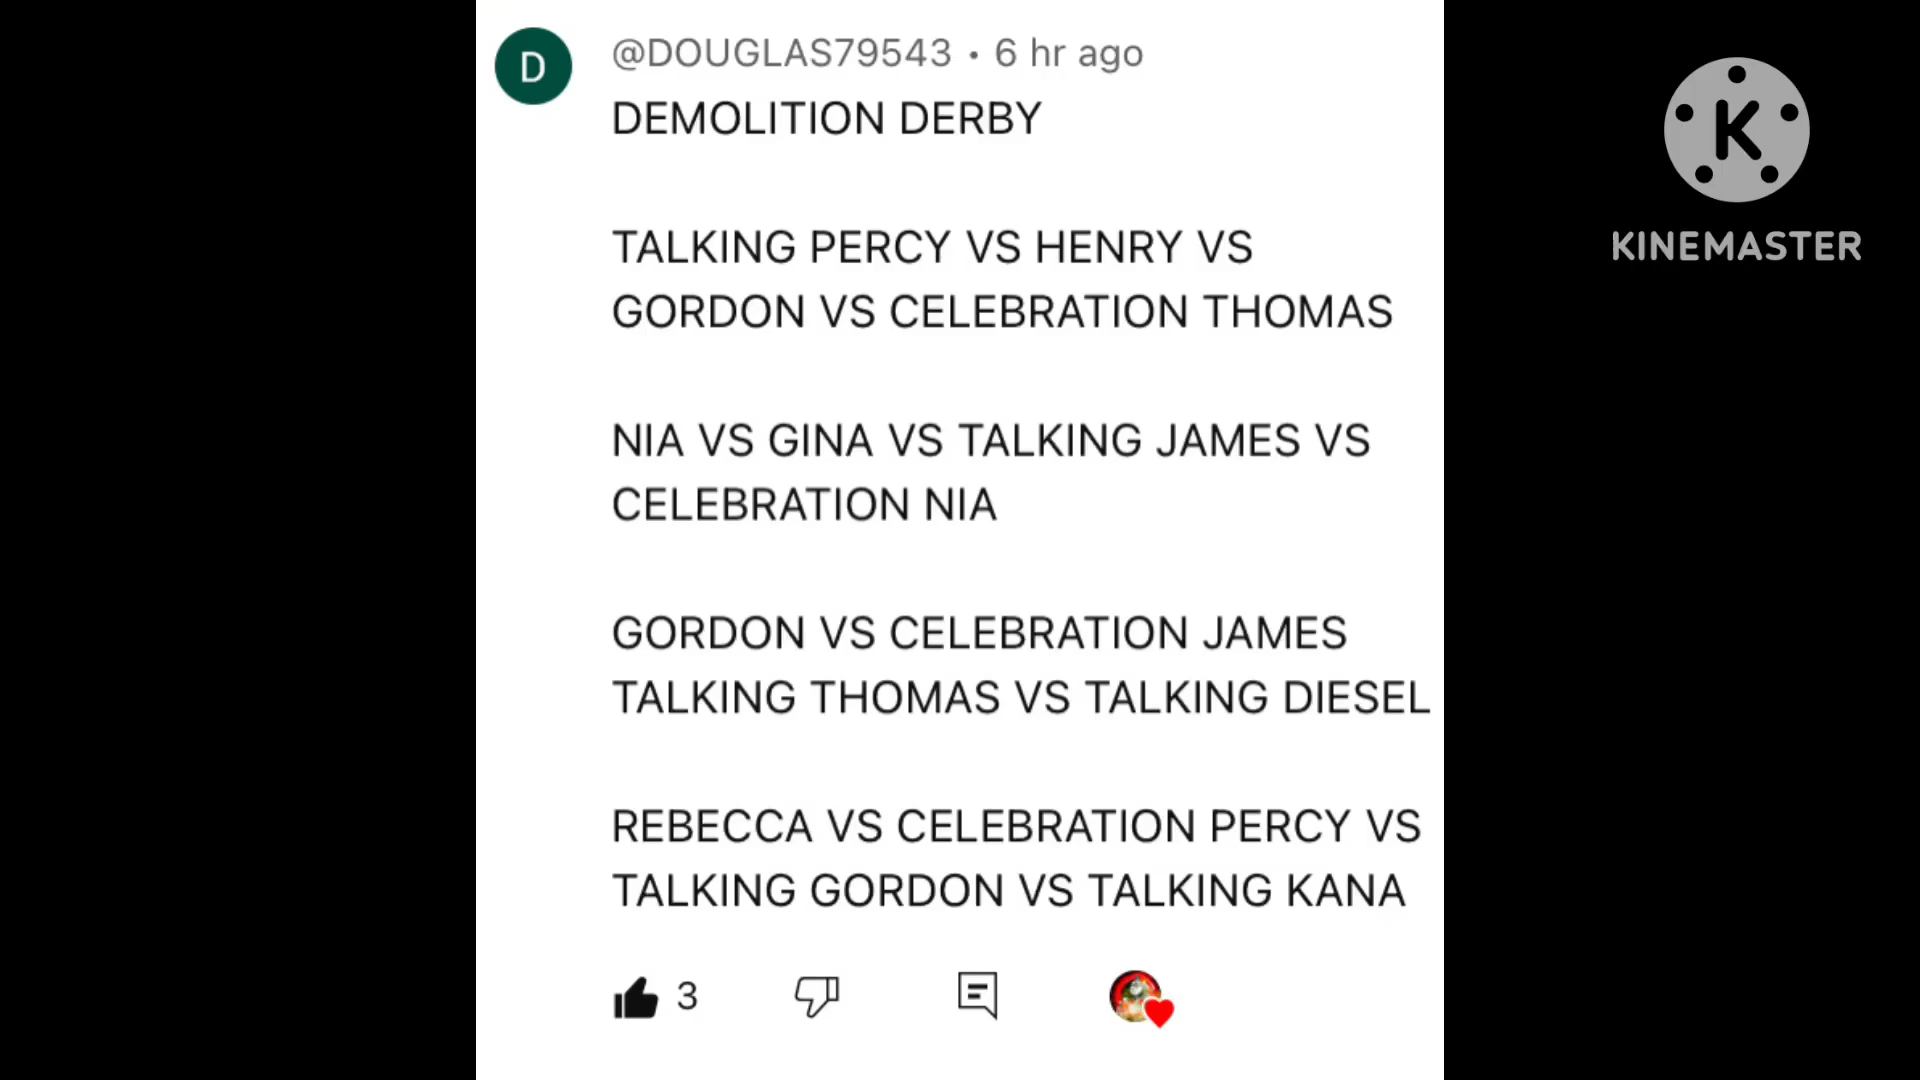 D
@DOUGLAS79543 • 6 hr ago
DEMOLITION DERBY
TALKING PERCY VS HENRY VS
GORDON VS CELEBRATION THOMAS
NIA VS GINA VS TALKING JAMES VS
CELEBRATION NIA
GORDON VS CELEBRATION JAMES
TALKING THOMAS VS TALKING DIESEL
REBECCA VS CELEBRATION PERCY VS
TALKING GORDON VS TALKING KANA
3
K
KINEMASTER